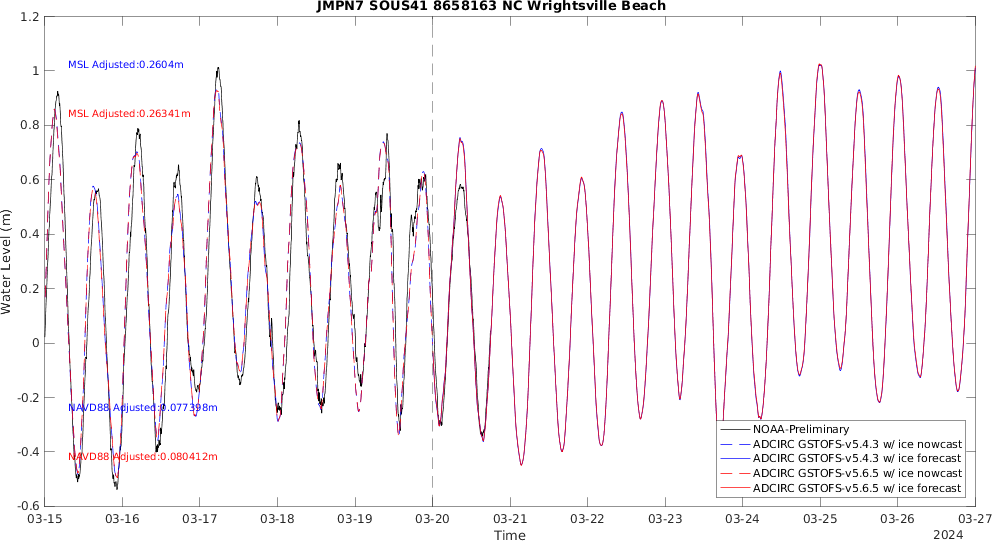 JMPN7 SOUS41 8658163 NC Wrightsville Beach
1.2
1
0.8
0.6
0.4
0.2
0
-0.2
-0.4
-0.6
Water Level (m)
MSL Adjusted:0.2604m
MSL Adjusted:0.26341m
NAVD88 Adjusted:0.077398m
NAVD88 Adjusted:0.080412m
NOAA-Preliminary
ADCIRC GSTOFS-v5.4.3 w/ ice nowcast
ADCIRC GSTOFS-v5.4.3 w/ ice forecast
ADCIRC GSTOFS-v5.6.5 w/ ice nowcast
ADCIRC GSTOFS-v5.6.5 w/ ice forecast
03-15 03-16 03-17 03-18 03-19 03-20 03-21 03-22 03-23 03-24 03-25 03-26 03-27
Time
2024